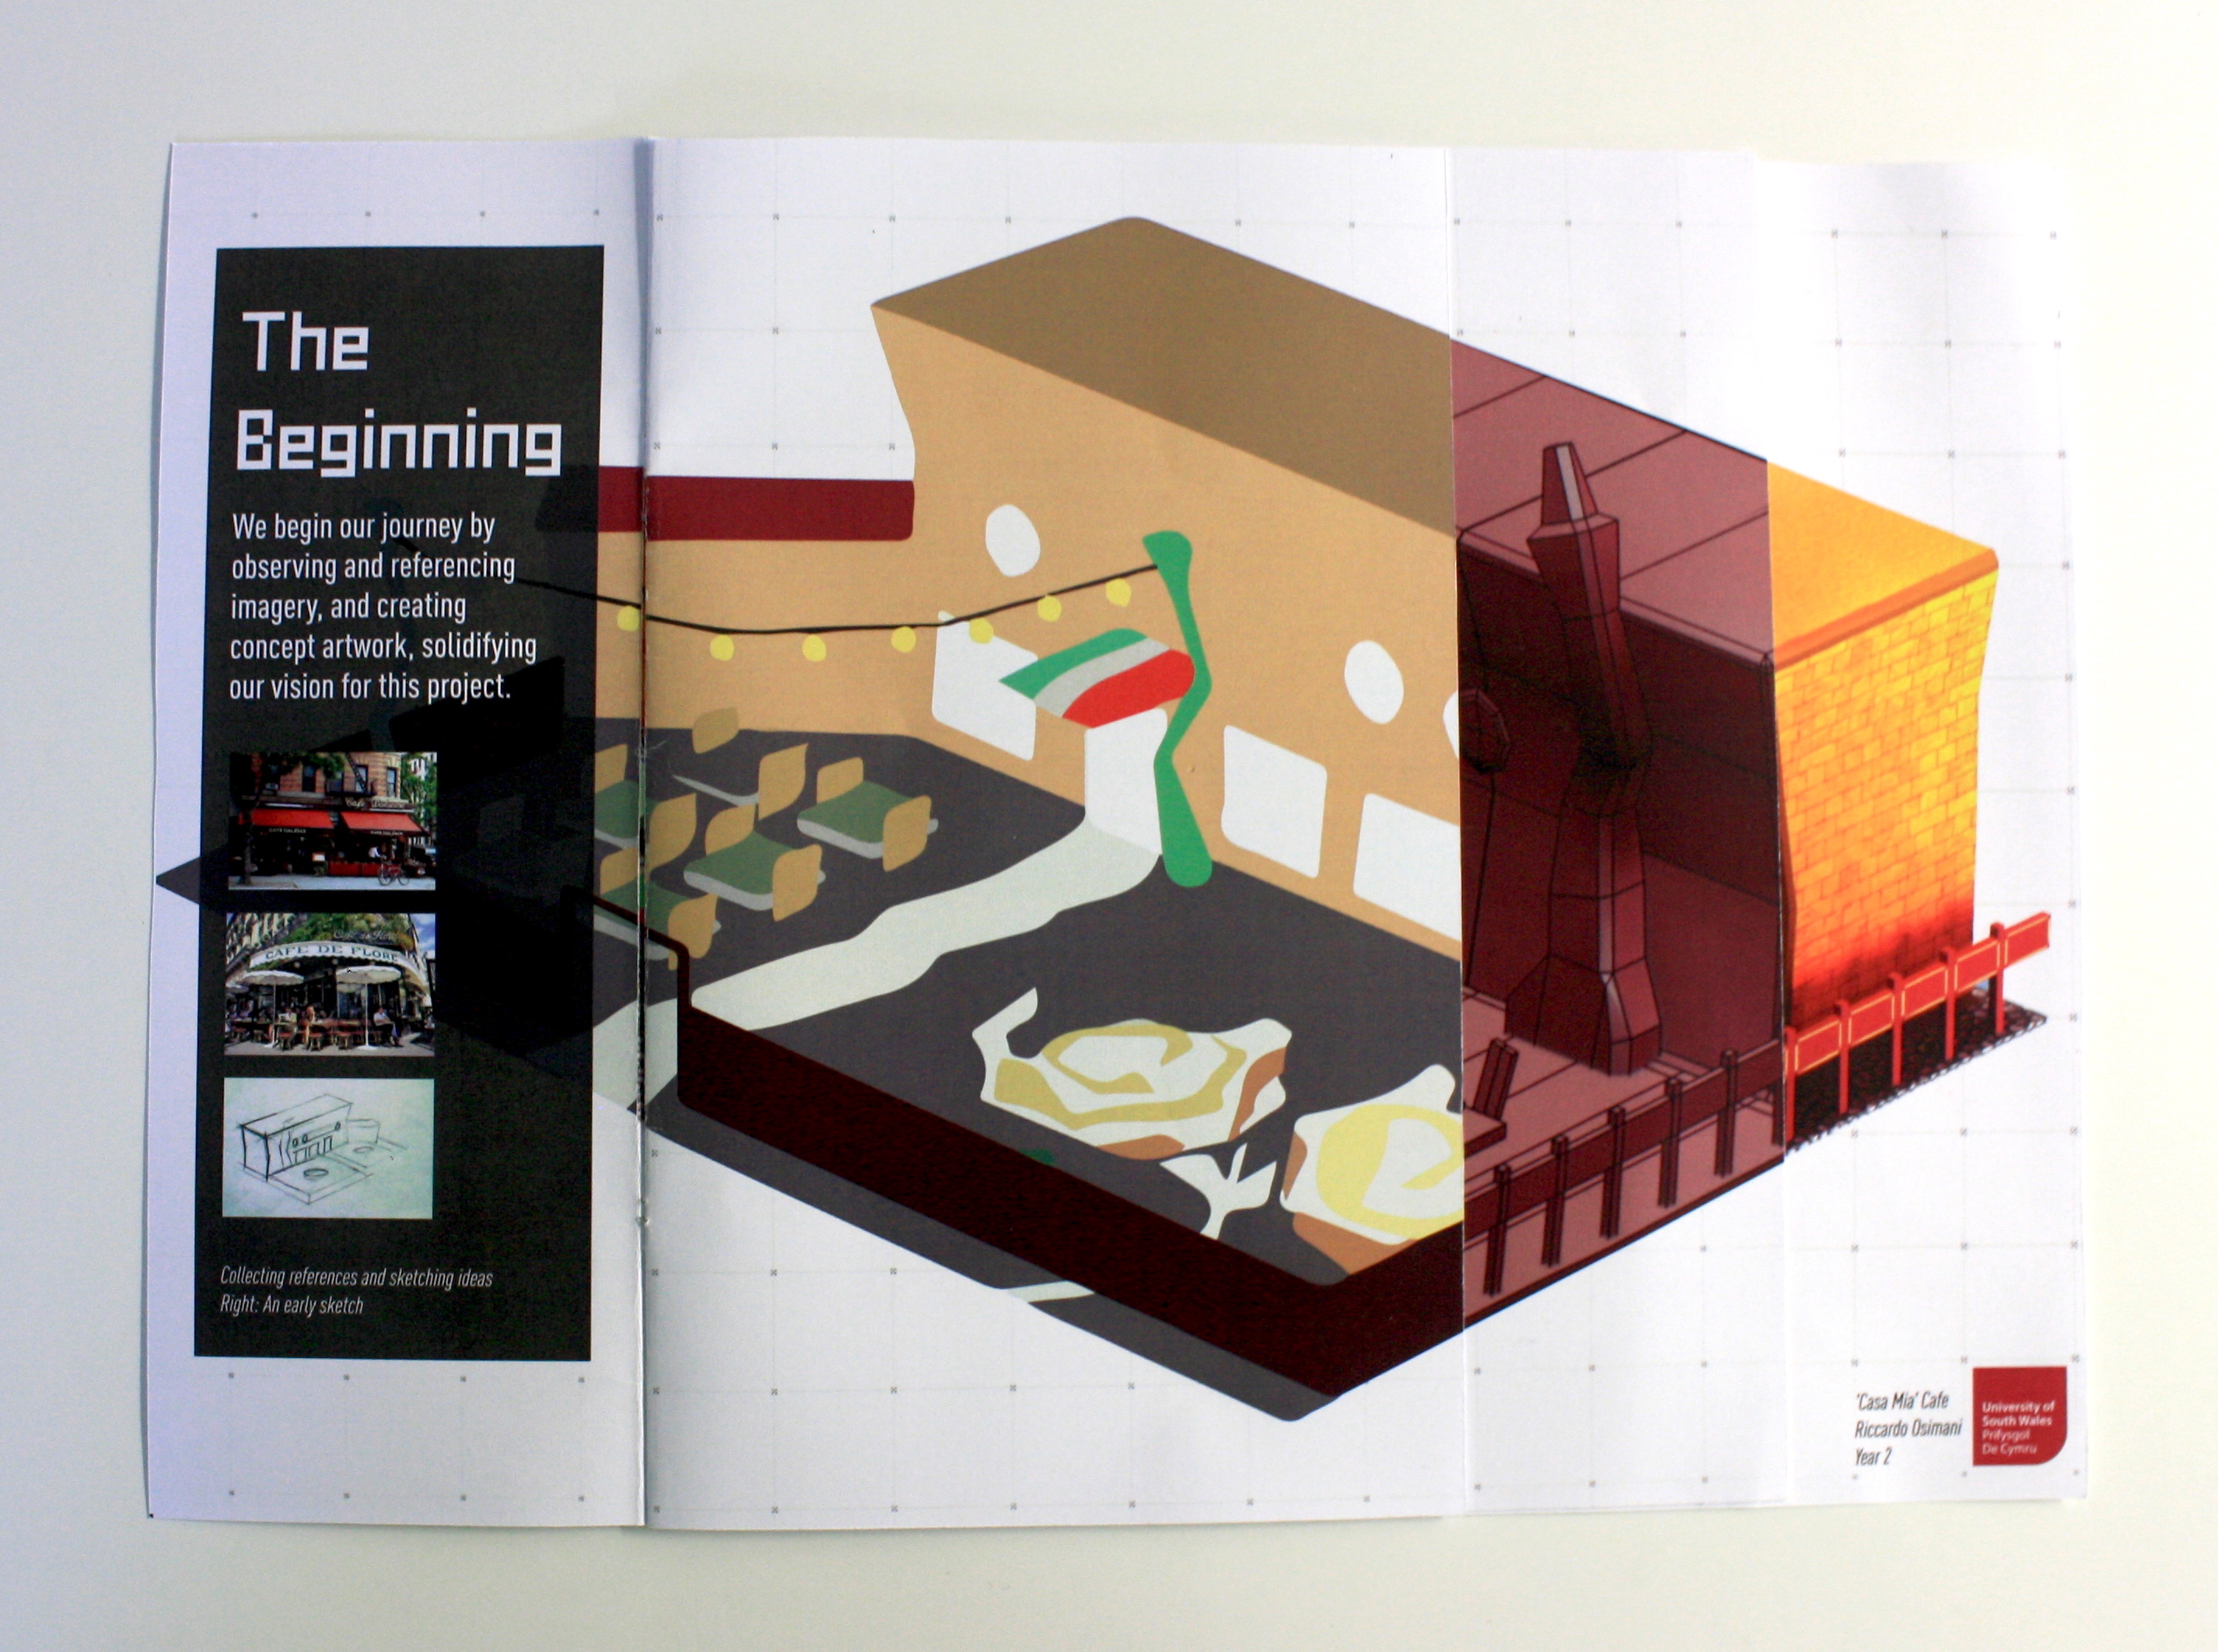 The
Beginning
We begin our journey by
observing and referencing
imagery, and creating
concept artwork, solidifying
our vision for this project.
CAFE DE FLORE
Collecting references and sketching ideas
Right: An early sketch
'Casa Mia' Cafe
Riccardo Osimani
Year 2
University of
South Wales
Prifysgol
De Cymru